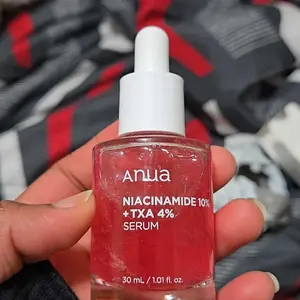 Anua
NIACINAMIDE 10%
+TXA 4%
SERUM
30 mL / 1.01 fl. oz.